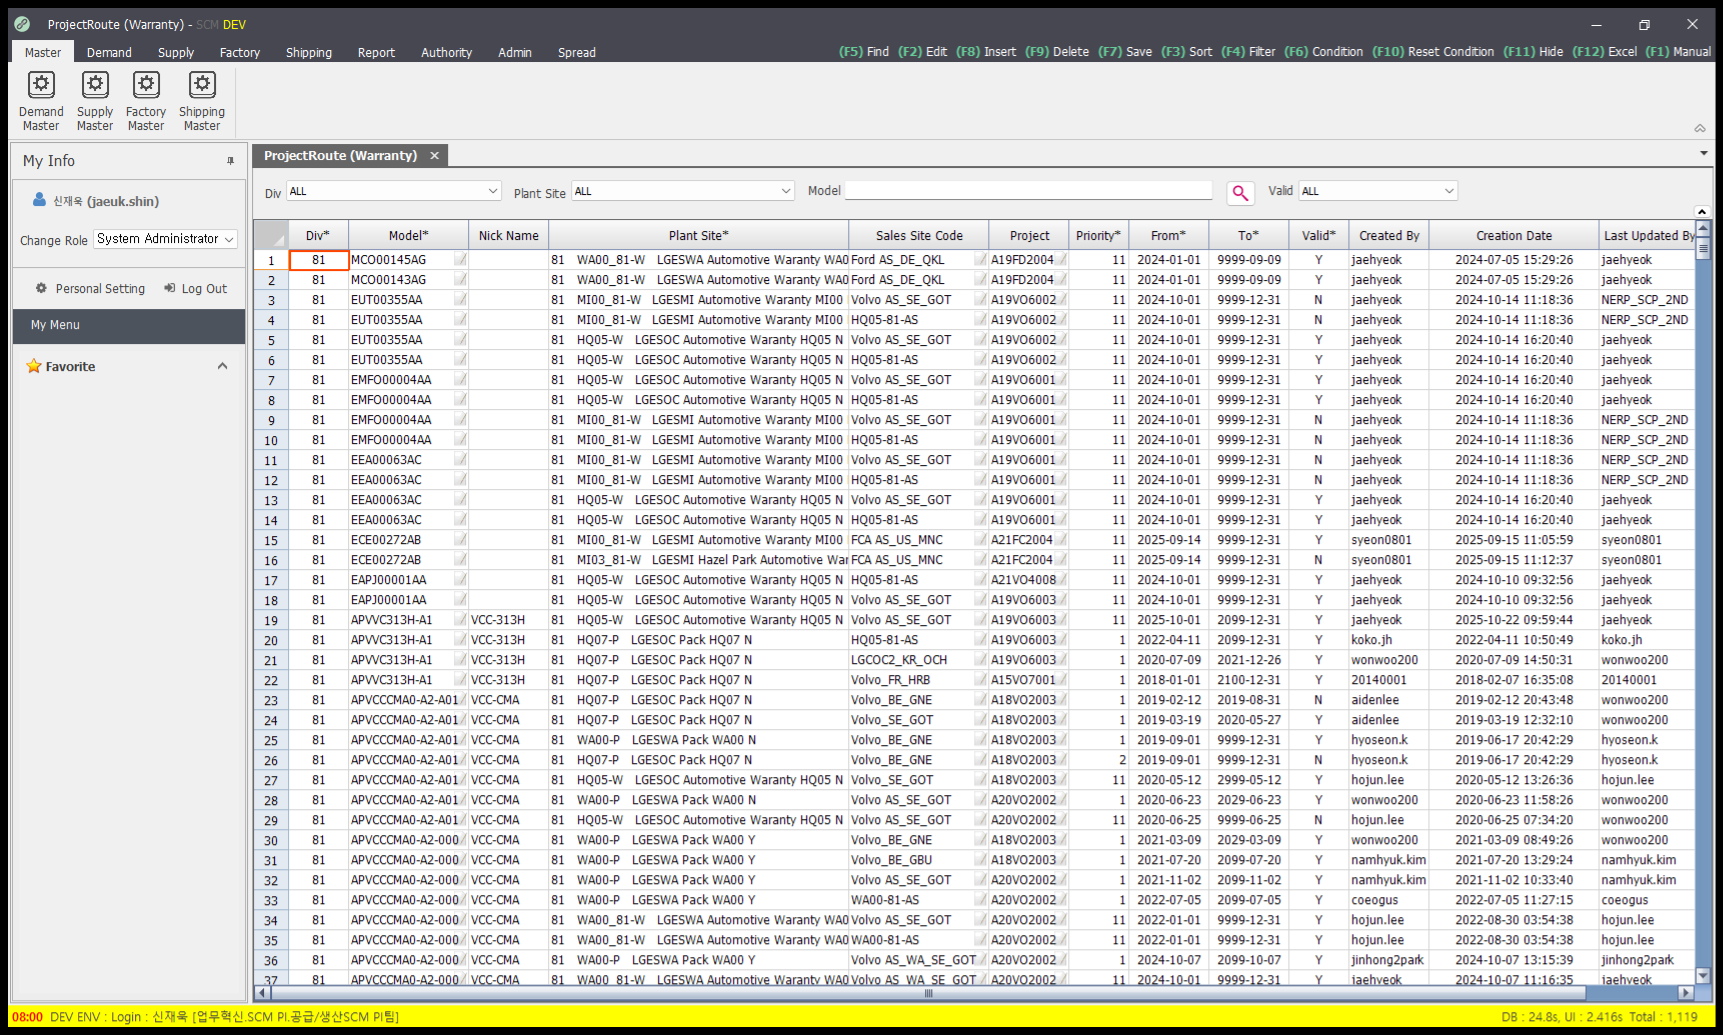 ProjectRoute (Warranty) - SCM DEV
Master Demand Supply Factory Shipping Report Authority Admin Spread (F5) Find (F2) Edit (F8) Insert (F9) Delete (F7) Save (F3) Sort (F4) Filter (F6) Condition (F10) Reset Condition (F11) Hide (F12) Excel (F1) Manual
Demand Master Supply Master Factory Master Shipping Master
My Info
신재욱 (jaeuk.shin)
Change Role System Administrator
Personal Setting Log Out
My Menu
Favorite
ProjectRoute (Warranty)
Div ALL Plant Site ALL Model Valid ALL
Div* Model* Nick Name Plant Site* Sales Site Code Project Priority* From* To* Valid* Created By Creation Date Last Updated By
1 81 MCO00145AG 81 WA00_81-W LGESWA Automotive Waranty WA0 Ford AS_DE_QKL A19FD2004 11 2024-01-01 9999-09-09 Y jaehyeok 2024-07-05 15:29:26 jaehyeok
2 81 MCO00143AG 81 WA00_81-W LGESWA Automotive Waranty WA0 Ford AS_DE_QKL A19FD2004 11 2024-01-01 9999-09-09 Y jaehyeok 2024-07-05 15:29:26 jaehyeok
3 81 EUT00355AA 81 MI00_81-W LGESMI Automotive Waranty MI00 Volvo AS_SE_GOT A19VO6002 11 2024-10-01 9999-12-31 N jaehyeok 2024-10-14 11:18:36 NERP_SCP_2ND
4 81 EUT00355AA 81 MI00_81-W LGESMI Automotive Waranty MI00 HQ05-81-AS A19VO6002 11 2024-10-01 9999-12-31 N jaehyeok 2024-10-14 11:18:36 NERP_SCP_2ND
5 81 EUT00355AA 81 HQ05-W LGESOC Automotive Waranty HQ05 N Volvo AS_SE_GOT A19VO6002 11 2024-10-01 9999-12-31 Y jaehyeok 2024-10-14 16:20:40 jaehyeok
6 81 EUT00355AA 81 HQ05-W LGESOC Automotive Waranty HQ05 N HQ05-81-AS A19VO6002 11 2024-10-01 9999-12-31 Y jaehyeok 2024-10-14 16:20:40 jaehyeok
7 81 EMFO00004AA 81 HQ05-W LGESOC Automotive Waranty HQ05 N Volvo AS_SE_GOT A19VO6001 11 2024-10-01 9999-12-31 Y jaehyeok 2024-10-14 16:20:40 jaehyeok
8 81 EMFO00004AA 81 HQ05-W LGESOC Automotive Waranty HQ05 N HQ05-81-AS A19VO6001 11 2024-10-01 9999-12-31 Y jaehyeok 2024-10-14 16:20:40 jaehyeok
9 81 EMFO00004AA 81 MI00_81-W LGESMI Automotive Waranty MI00 Volvo AS_SE_GOT A19VO6001 11 2024-10-01 9999-12-31 N jaehyeok 2024-10-14 11:18:36 NERP_SCP_2ND
10 81 EMFO00004AA 81 MI00_81-W LGESMI Automotive Waranty MI00 HQ05-81-AS A19VO6001 11 2024-10-01 9999-12-31 N jaehyeok 2024-10-14 11:18:36 NERP_SCP_2ND
11 81 EEA00063AC 81 MI00_81-W LGESMI Automotive Waranty MI00 Volvo AS_SE_GOT A19VO6001 11 2024-10-01 9999-12-31 N jaehyeok 2024-10-14 11:18:36 NERP_SCP_2ND
12 81 EEA00063AC 81 MI00_81-W LGESMI Automotive Waranty MI00 HQ05-81-AS A19VO6001 11 2024-10-01 9999-12-31 N jaehyeok 2024-10-14 11:18:36 NERP_SCP_2ND
13 81 EEA00063AC 81 HQ05-W LGESOC Automotive Waranty HQ05 N Volvo AS_SE_GOT A19VO6001 11 2024-10-01 9999-12-31 Y jaehyeok 2024-10-14 16:20:40 jaehyeok
14 81 EEA00063AC 81 HQ05-W LGESOC Automotive Waranty HQ05 N HQ05-81-AS A19VO6001 11 2024-10-01 9999-12-31 Y jaehyeok 2024-10-14 16:20:40 jaehyeok
15 81 ECE00272AB 81 MI00_81-W LGESMI Automotive Waranty MI00 FCA AS_US_MNC A21FC2004 11 2025-09-14 9999-12-31 Y syeon0801 2025-09-15 11:05:59 syeon0801
16 81 ECE00272AB 81 MI03_81-W LGESMI Hazel Park Automotive War FCA AS_US_MNC A21FC2004 11 2025-09-14 9999-12-31 N syeon0801 2025-09-15 11:12:37 syeon0801
17 81 EAPJ00001AA 81 HQ05-W LGESOC Automotive Waranty HQ05 N HQ05-81-AS A21VO4008 11 2024-10-01 9999-12-31 Y jaehyeok 2024-10-10 09:32:56 jaehyeok
18 81 EAPJ00001AA 81 HQ05-W LGESOC Automotive Waranty HQ05 N Volvo AS_SE_GOT A19VO6003 11 2024-10-01 9999-12-31 Y jaehyeok 2024-10-10 09:32:56 jaehyeok
19 81 APVVC313H-A1 VCC-313H 81 HQ05-W LGESOC Automotive Waranty HQ05 N Volvo AS_SE_GOT A19VO6003 11 2025-10-01 2099-12-31 Y jaehyeok 2025-10-22 09:59:44 jaehyeok
20 81 APVVC313H-A1 VCC-313H 81 HQ07-P LGESOC Pack HQ07 N HQ05-81-AS A19VO6003 1 2022-04-11 2099-12-31 Y koko.jh 2022-04-11 10:50:49 koko.jh
21 81 APVVC313H-A1 VCC-313H 81 HQ07-P LGESOC Pack HQ07 N LGCOC2_KR_OCH A19VO6003 1 2020-07-09 2021-12-26 Y wonwoo200 2020-07-09 14:50:31 wonwoo200
22 81 APVVC313H-A1 VCC-313H 81 HQ07-P LGESOC Pack HQ07 N Volvo_FR_HRB A15VO7001 1 2018-01-01 2100-12-31 Y 20140001 2018-02-07 16:35:08 20140001
23 81 APVCCCMA0-A2-A01 VCC-CMA 81 HQ07-P LGESOC Pack HQ07 N Volvo_BE_GNE A18VO2003 1 2019-02-12 2019-08-31 N aidenlee 2019-02-12 20:43:48 wonwoo200
24 81 APVCCCMA0-A2-A01 VCC-CMA 81 HQ07-P LGESOC Pack HQ07 N Volvo_SE_GOT A18VO2003 1 2019-03-19 2020-05-27 Y aidenlee 2019-03-19 12:32:10 wonwoo200
25 81 APVCCCMA0-A2-A01 VCC-CMA 81 WA00-P LGESWA Pack WA00 N Volvo_BE_GNE A18VO2003 1 2019-09-01 9999-12-31 Y hyoseon.k 2019-06-17 20:42:29 hyoseon.k
26 81 APVCCCMA0-A2-A01 VCC-CMA 81 HQ07-P LGESOC Pack HQ07 N Volvo_BE_GNE A18VO2003 2 2019-09-01 9999-12-31 N hyoseon.k 2019-06-17 20:42:29 hyoseon.k
27 81 APVCCCMA0-A2-A01 VCC-CMA 81 HQ05-W LGESOC Automotive Waranty HQ05 N Volvo_SE_GOT A18VO2003 11 2020-05-12 2999-05-12 Y hojun.lee 2020-05-12 13:26:36 hojun.lee
28 81 APVCCCMA0-A2-A01 VCC-CMA 81 WA00-P LGESWA Pack WA00 N Volvo AS_SE_GOT A20VO2002 1 2020-06-23 2029-06-23 Y wonwoo200 2020-06-23 11:58:26 wonwoo200
29 81 APVCCCMA0-A2-A01 VCC-CMA 81 HQ05-W LGESOC Automotive Waranty HQ05 N Volvo AS_SE_GOT A20VO2002 11 2020-06-25 9999-06-25 N hojun.lee 2020-06-25 07:34:20 wonwoo200
30 81 APVCCCMA0-A2-000 VCC-CMA 81 WA00-P LGESWA Pack WA00 Y Volvo_BE_GNE A18VO2003 1 2021-03-09 2029-03-09 Y wonwoo200 2021-03-09 08:49:26 wonwoo200
31 81 APVCCCMA0-A2-000 VCC-CMA 81 WA00-P LGESWA Pack WA00 Y Volvo_BE_GBU A18VO2003 1 2021-07-20 2099-07-20 Y namhyuk.kim 2021-07-20 13:29:24 namhyuk.kim
32 81 APVCCCMA0-A2-000 VCC-CMA 81 WA00-P LGESWA Pack WA00 Y Volvo AS_SE_GOT A20VO2002 1 2021-11-02 2099-11-02 Y namhyuk.kim 2021-11-02 10:33:40 namhyuk.kim
33 81 APVCCCMA0-A2-000 VCC-CMA 81 WA00-P LGESWA Pack WA00 Y WA00-81-AS A20VO2002 1 2022-07-05 2099-07-05 Y coeogus 2022-07-05 11:27:15 coeogus
34 81 APVCCCMA0-A2-000 VCC-CMA 81 WA00_81-W LGESWA Automotive Waranty WA0 Volvo AS_SE_GOT A20VO2002 11 2022-01-01 9999-12-31 Y hojun.lee 2022-08-30 03:54:38 hojun.lee
35 81 APVCCCMA0-A2-000 VCC-CMA 81 WA00_81-W LGESWA Automotive Waranty WA0 WA00-81-AS A20VO2002 11 2022-01-01 9999-12-31 Y hojun.lee 2022-08-30 03:54:38 hojun.lee
36 81 APVCCCMA0-A2-000 VCC-CMA 81 WA00-P LGESWA Pack WA00 Y Volvo AS_WA_SE_GOT A20VO2002 1 2024-10-07 2099-10-07 Y jinhong2park 2024-10-07 13:15:39 jinhong2park
37 81 APVCCCMA0-A2-000 VCC-CMA 81 WA00_81-W LGESWA Automotive Waranty WA0 Volvo AS_WA_SE_GOT A20VO2002 11 2024-10-01 9999-12-31 Y jaehyeok 2024-10-07 11:16:35 jaehyeok
08:00 DEV ENV : Login : 신재욱 [업무혁신.SCM PI.공급/생산SCM PI팀] DB : 24.8s, UI : 2.416s Total : 1,119